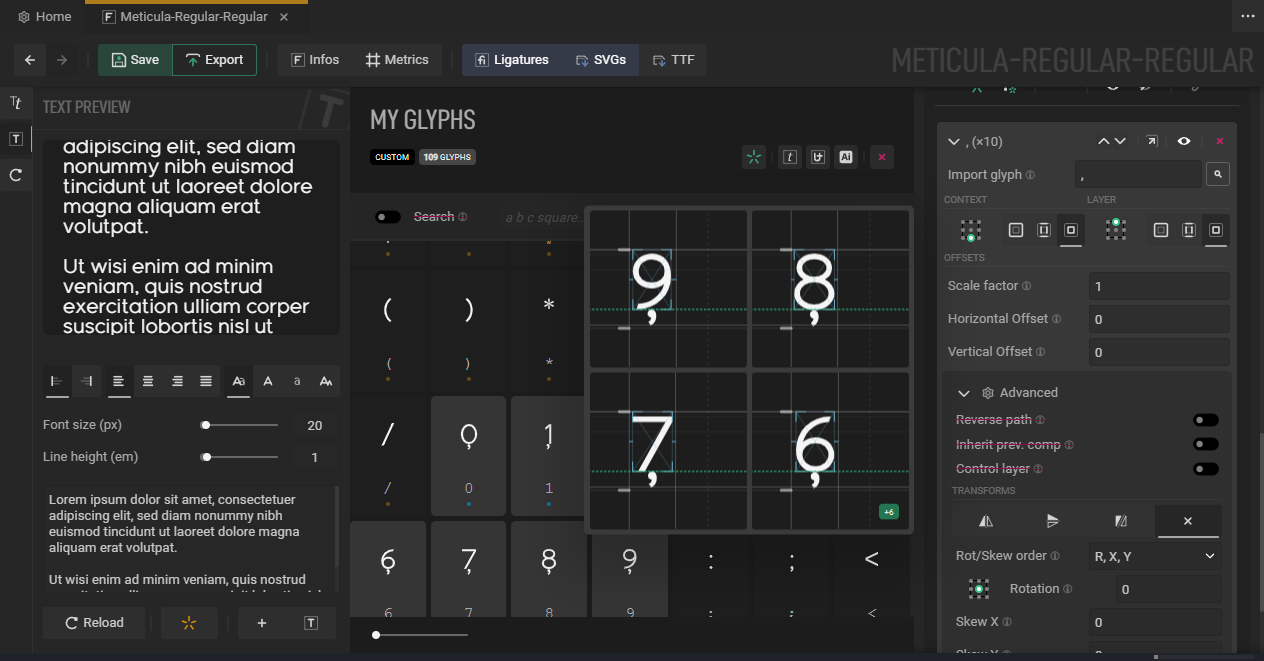 Home
Meticula-Regular-Regular
Save
Export
Infos
Metrics
Ligatures
SVGs
TTF
METICULA-REGULAR-REGULAR
TEXT PREVIEW
adipiscing elit, sed diam
nonummy nibh euismod
tincidunt ut laoreet dolore
magna aliquam erat
volutpat.
Ut wisi enim ad minim
veniam, quis nostrud
exercitation ulliam corper
suscipit lobortis nisl ut
Font size (px)
20
Line height (em)
1
Lorem ipsum dolor sit amet, consectetuer
adipiscing elit, sed diam nonummy nibh
euismod tincidunt ut laoreet dolore magna
aliquam erat volutpat.
Ut wisi enim ad minim veniam, quis nostrud
Reload
MY GLYPHS
CUSTOM
109 GLYPHS
Ai
Search
a b c square...
( ) *
( ) *
/ 0 1
/ 0 1
6 7 8 9 : ; <
6 7 8 9 : ; <
9 8
7 6
+6
, (×10)
Import glyph
,
CONTEXT
LAYER
OFFSETS
Scale factor
1
Horizontal Offset
0
Vertical Offset
0
Advanced
Reverse path
Inherit prev. comp
Control layer
TRANSFORMS
Rot/Skew order
R, X, Y
Rotation
0
Skew X
0
Skew Y